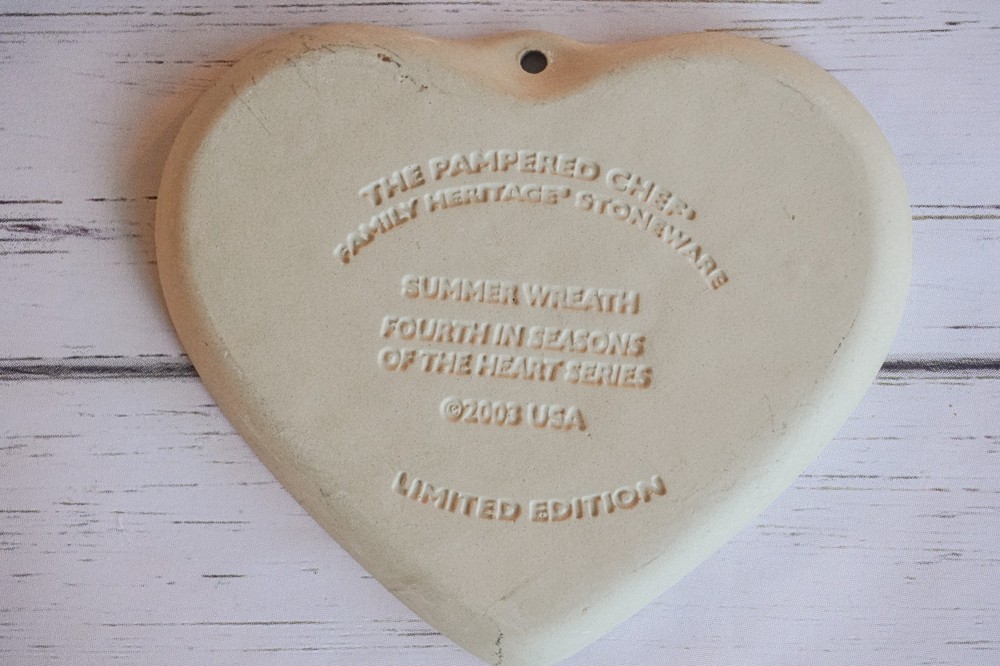 THE PAMPERED CHEF®
FAMILY HERITAGE® STONEWARE
SUMMER WREATH
FOURTH IN SEASONS
OF THE HEART SERIES
©2003 USA
LIMITED EDITION